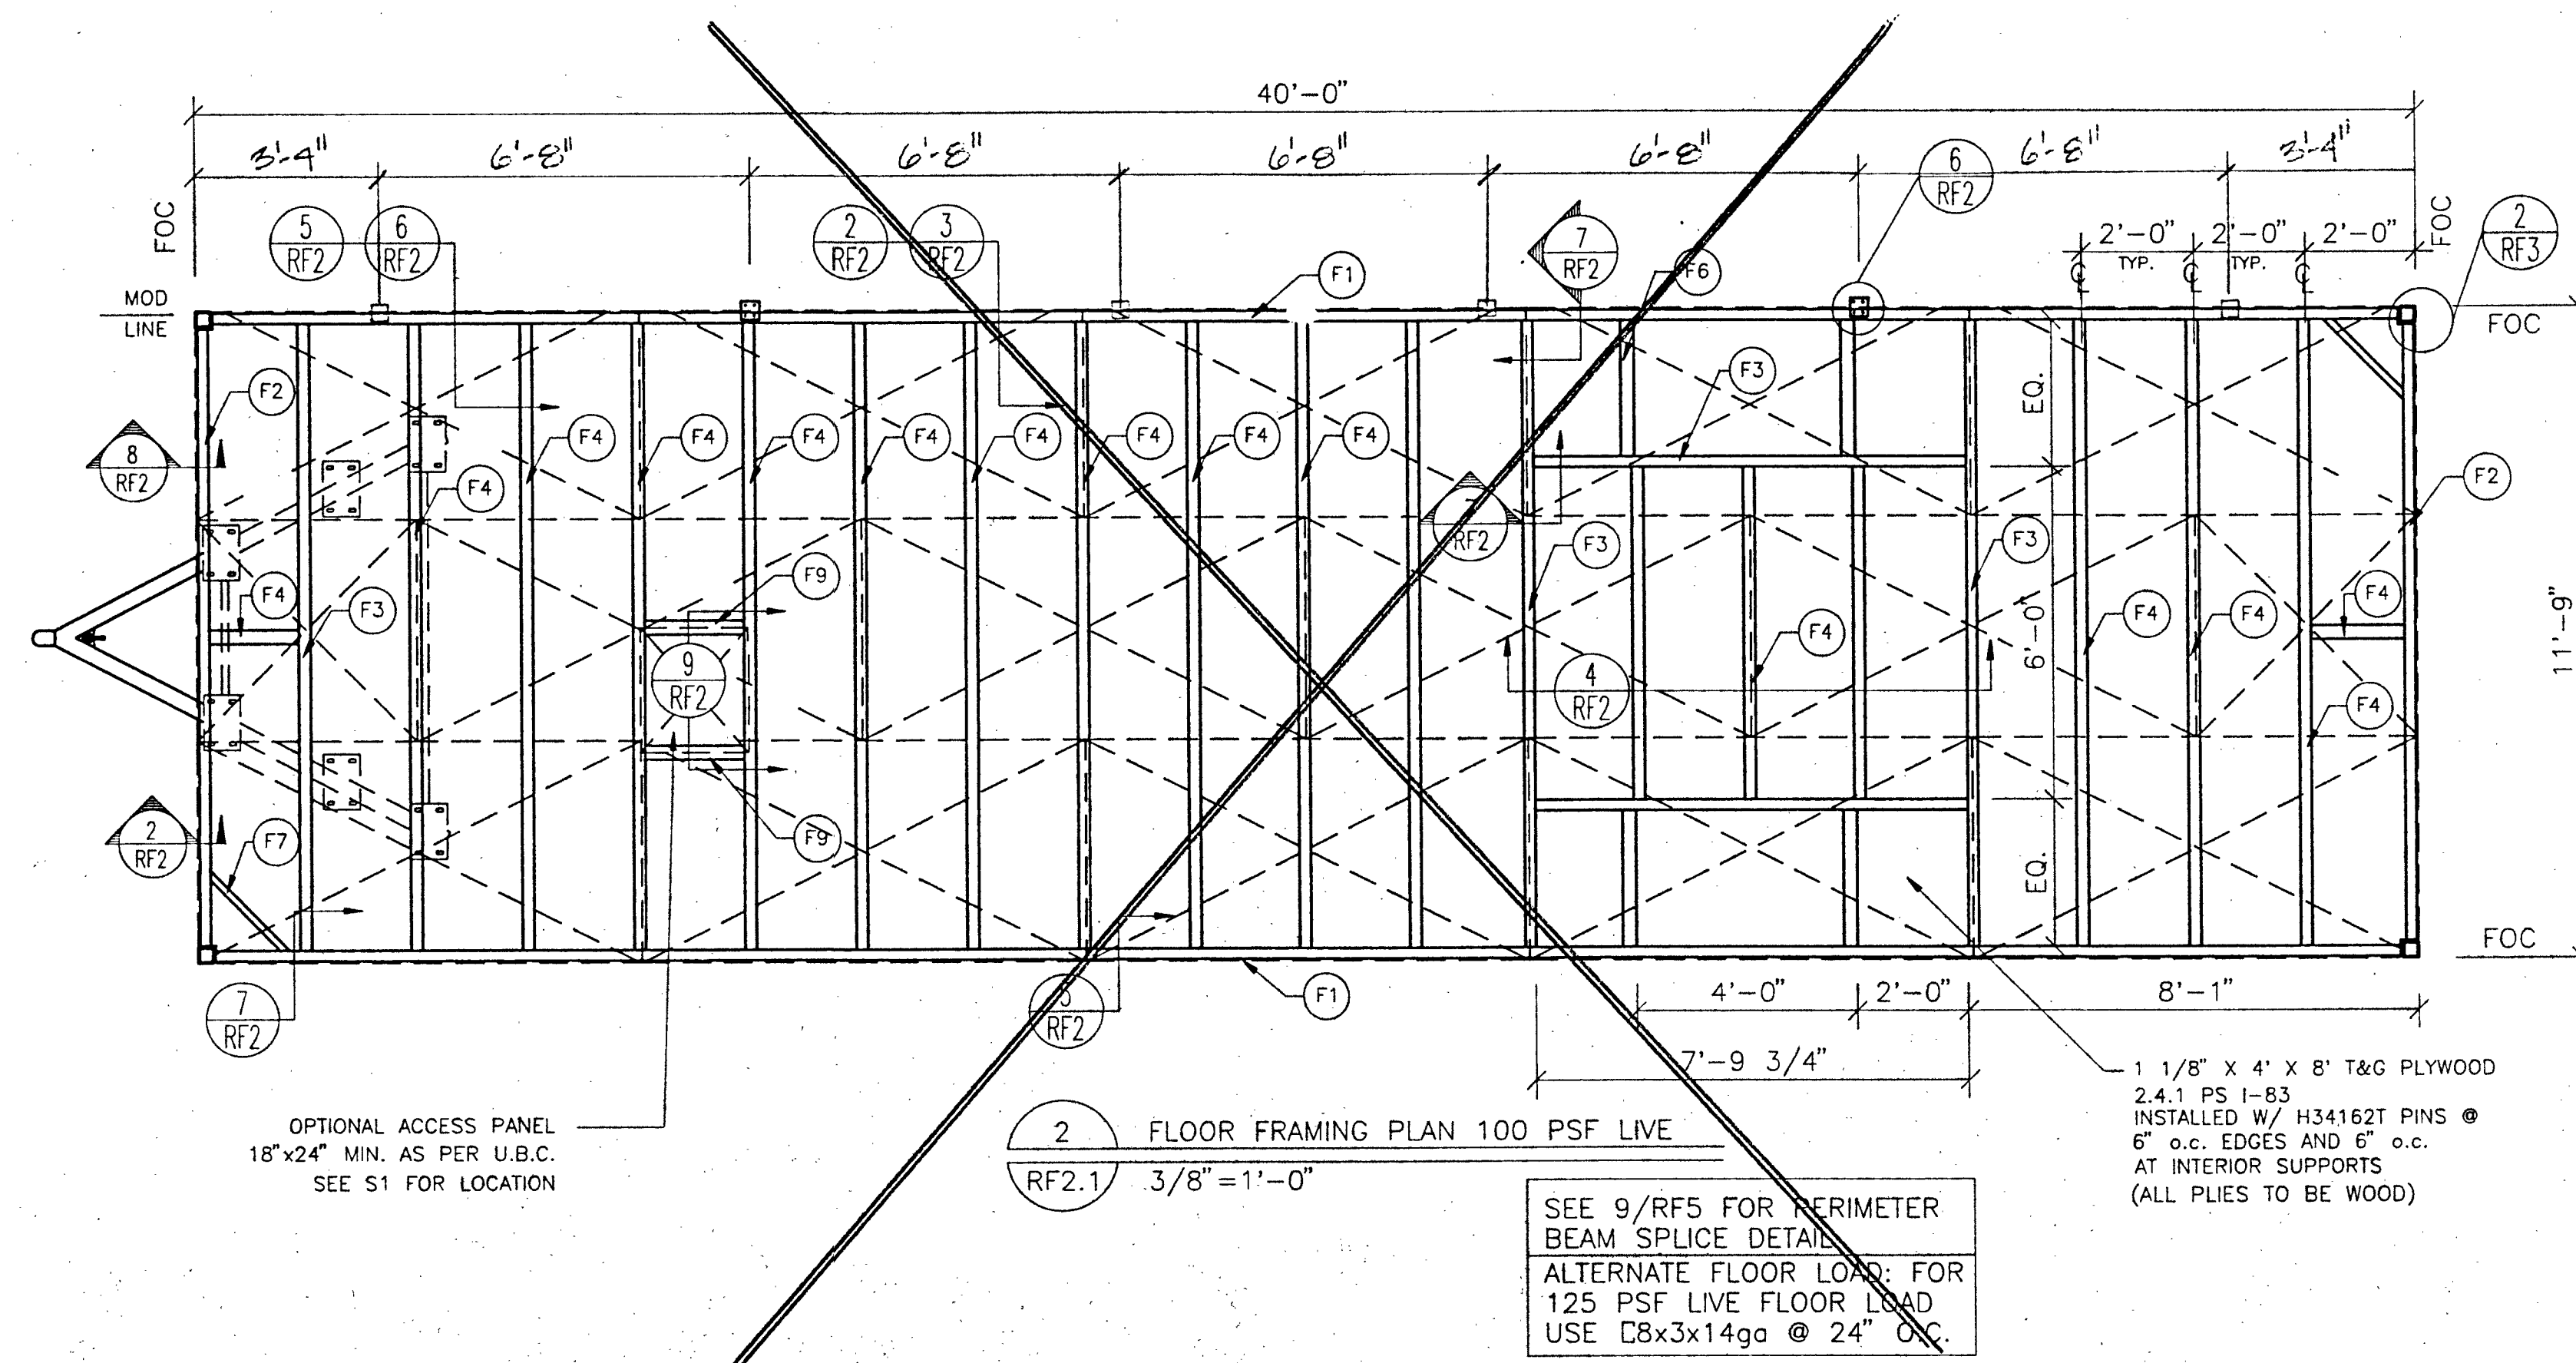 40'-0"
3'-4" 6'-8" 6'-8" 6'-8" 6'-8" 6'-8" 3'-4"
FOC
5
RF2
6
RF2
2
RF2
3
RF2
7
RF2
6
RF2
2'-0" 2'-0" 2'-0"
TYP. TYP.
FOC
2
RF3
MOD
LINE
F1
F6
℄ ℄ ℄
FOC
F2
F3
EQ.
8
RF2
F4 F4 F4 F4 F4 F4 F4 F4
F4
F2
7
RF2
F3
F3
F9
F4
F3
6'-0"
F4
F4
F4
F4
11'-9"
9
RF2
4
RF2
F4
F4
2
RF2
F7
F9
EQ.
FOC
7
RF2
5
RF2
F1
4'-0" 2'-0" 8'-1"
7'-9 3/4"
OPTIONAL ACCESS PANEL
18"x24" MIN. AS PER U.B.C.
SEE S1 FOR LOCATION
2
RF2.1
FLOOR FRAMING PLAN 100 PSF LIVE
3/8"=1'-0"
1 1/8" X 4' X 8' T&G PLYWOOD
2.4.1 PS I-83
INSTALLED W/ H34162T PINS @
6" o.c. EDGES AND 6" o.c.
AT INTERIOR SUPPORTS
(ALL PLIES TO BE WOOD)
SEE 9/RF5 FOR PERIMETER
BEAM SPLICE DETAIL
ALTERNATE FLOOR LOAD: FOR
125 PSF LIVE FLOOR LOAD
USE [8x3x14ga @ 24" O.C.